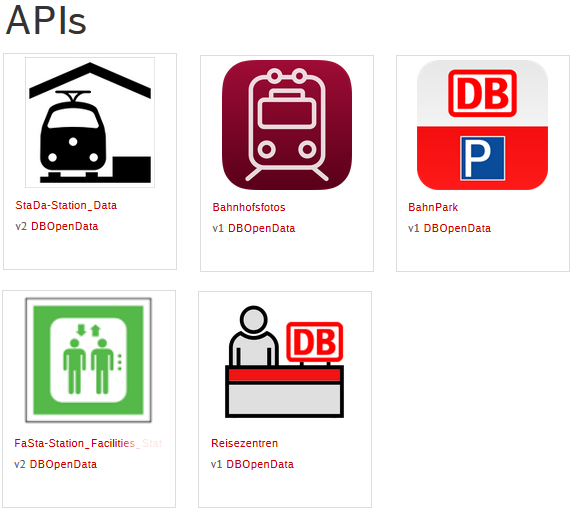 APIs
DB
P
StaDa-Station_Data
Bahnhofsfotos
BahnPark
v2 DBOpenData
v1 DBOpenData
v1 DBOpenData
DB
FaSta-Station_Facilities_Stat
Reisezentren
v2 DBOpenData
v1 DBOpenData